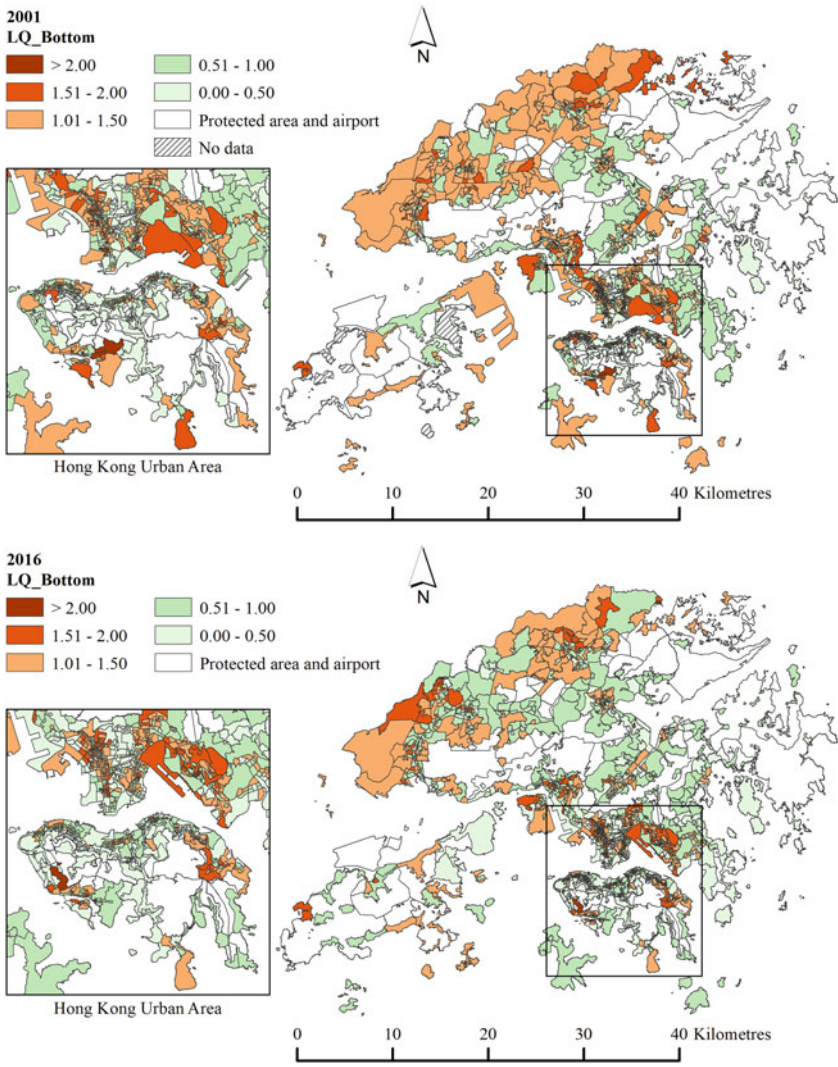 2001
LQ_Bottom
> 2.00
0.51 - 1.00
1.51 - 2.00
0.00 - 0.50
1.01 - 1.50
Protected area and airport
No data
N
Hong Kong Urban Area
0 10 20 30 40 Kilometres
2016
LQ_Bottom
> 2.00
0.51 - 1.00
1.51 - 2.00
0.00 - 0.50
1.01 - 1.50
Protected area and airport
N
Hong Kong Urban Area
0 10 20 30 40 Kilometres